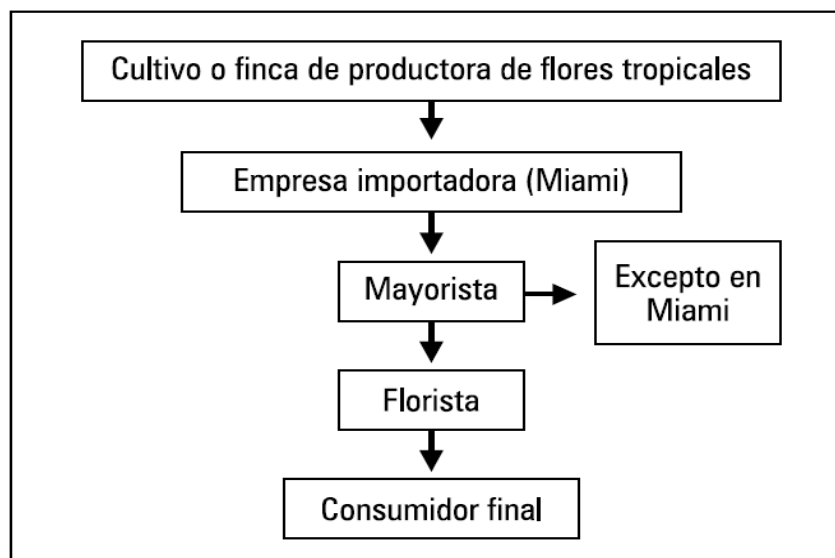 Cultivo o finca de productora de flores tropicales
Empresa importadora (Miami)
Mayorista
Excepto en
Miami
Florista
Consumidor final